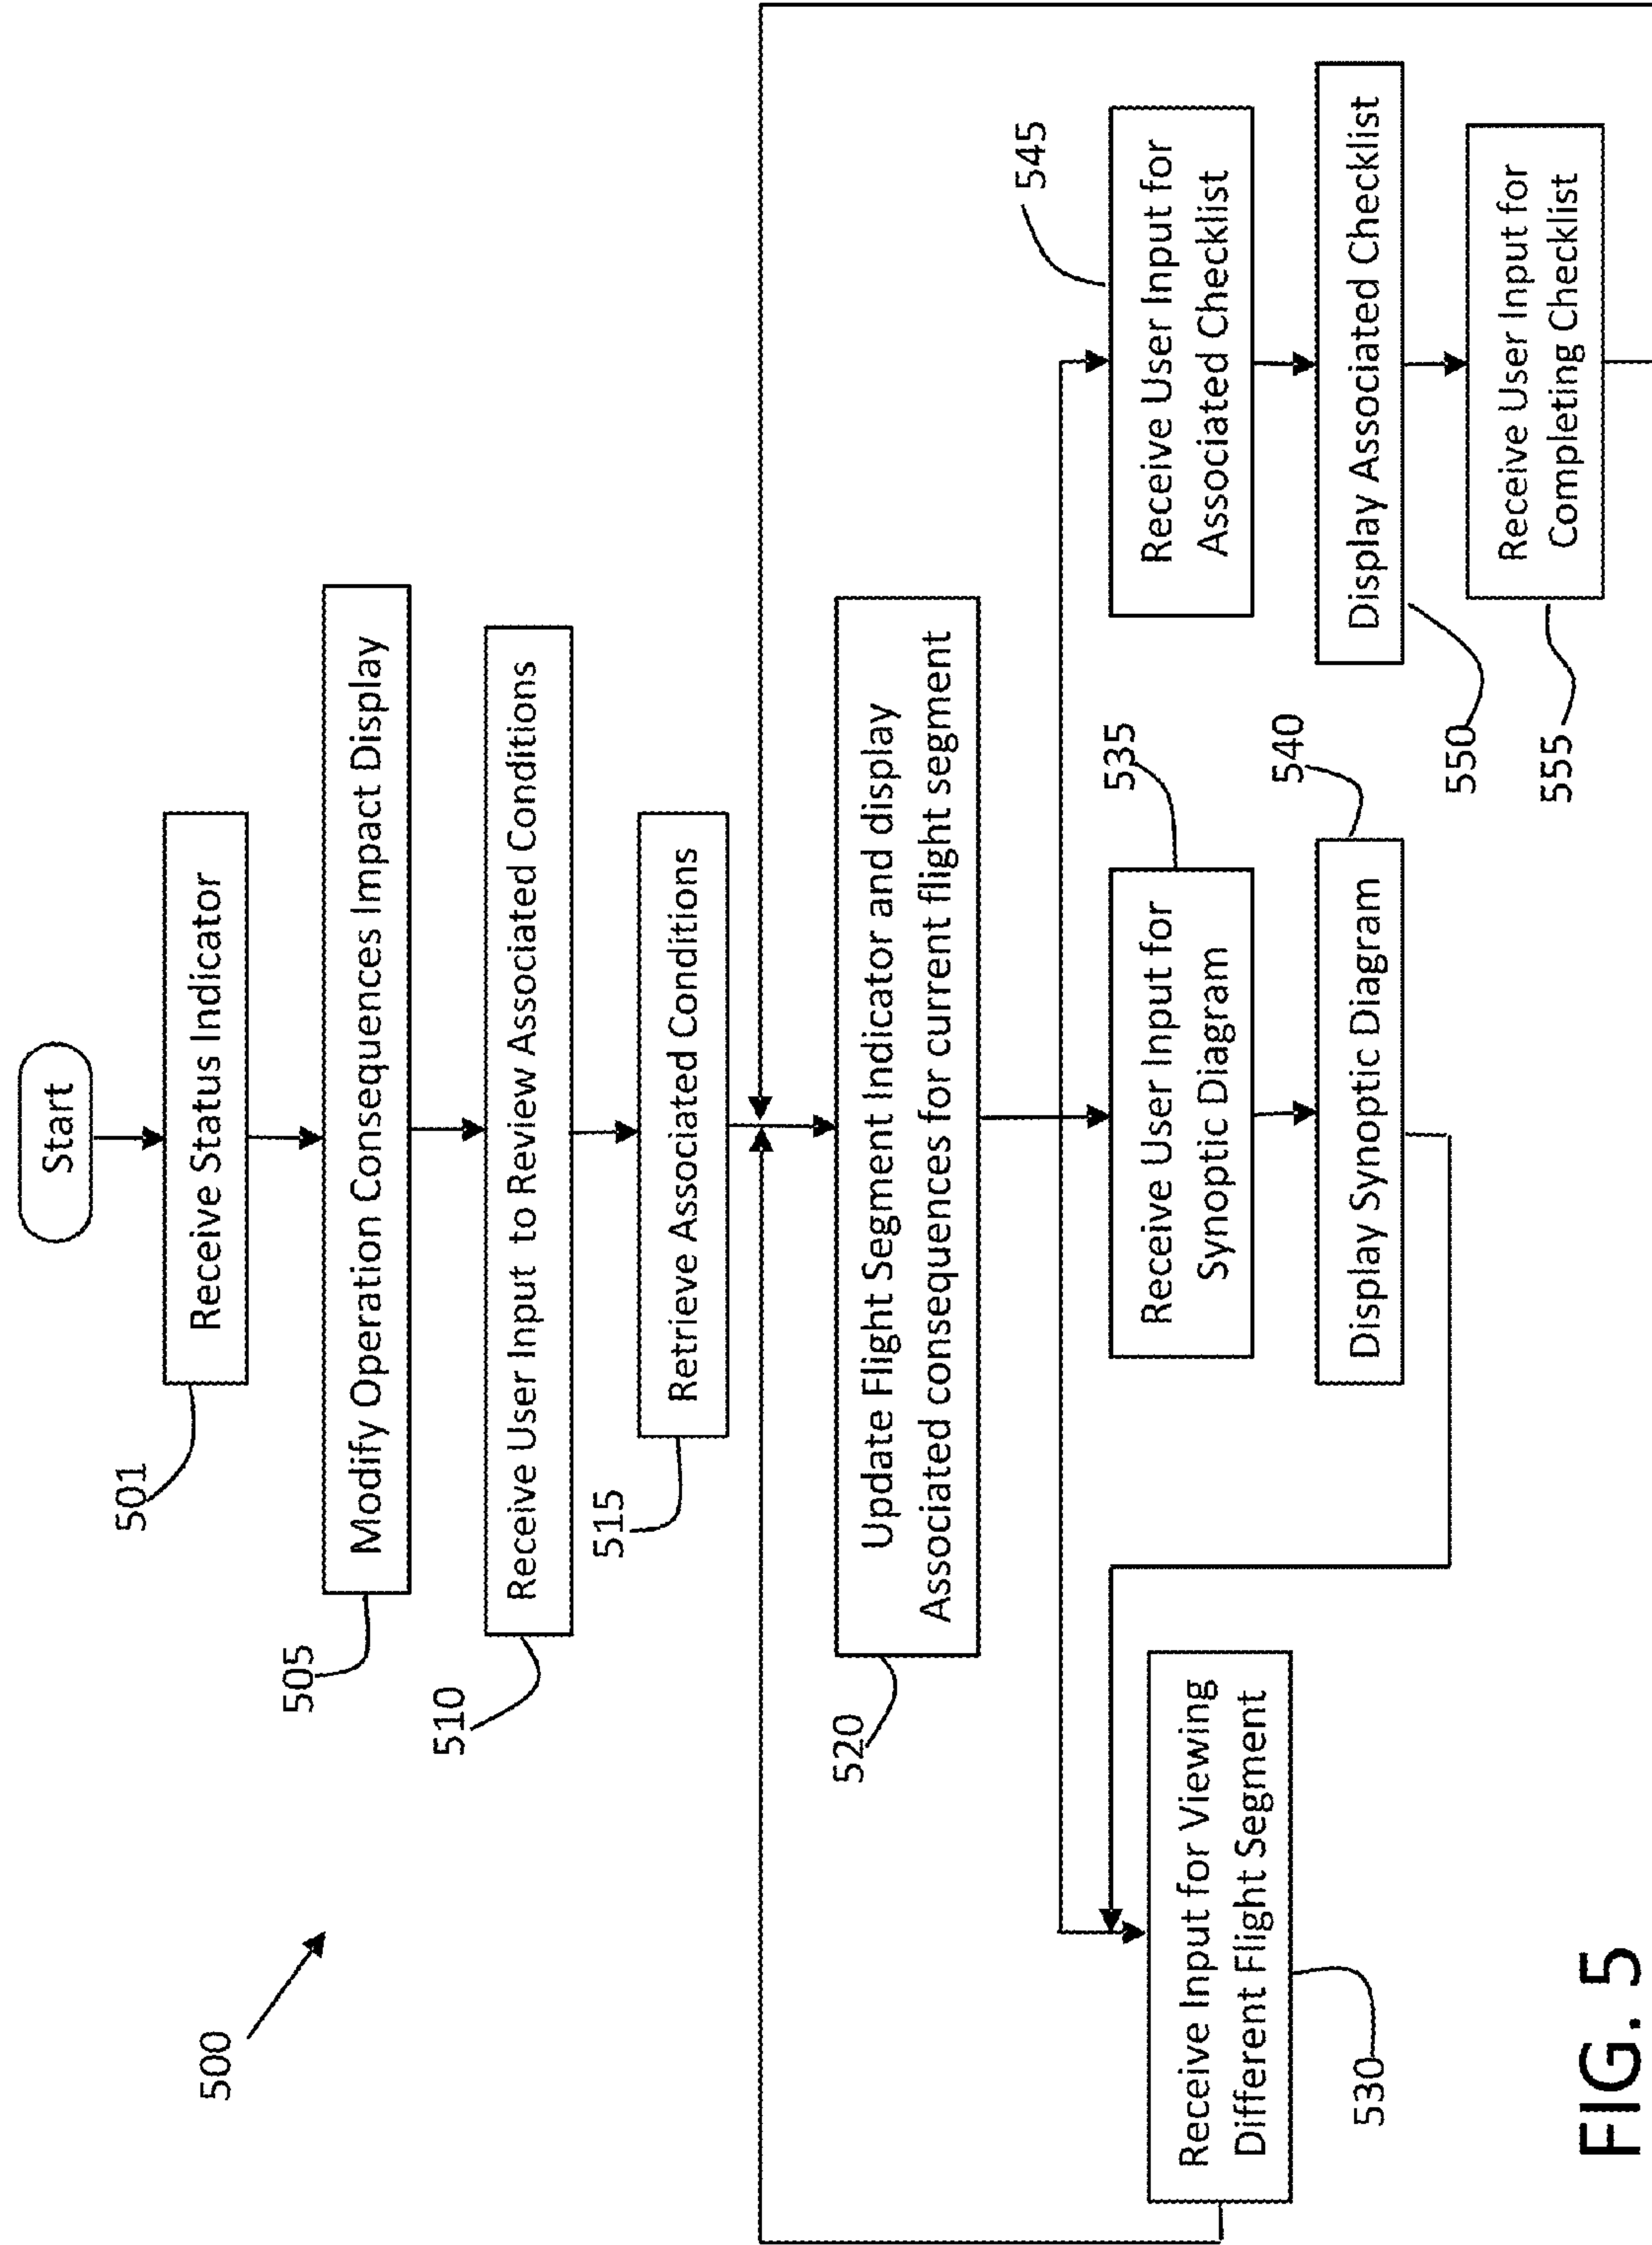 500
Start
501
Receive Status Indicator
505
Modify Operation Consequences Impact Display
510
Receive User Input to Review Associated Conditions
515
Retrieve Associated Conditions
520
Update Flight Segment Indicator and display
Associated consequences for current flight segment
530
Receive Input for Viewing
Different Flight Segment
535
Receive User Input for
Synoptic Diagram
540
Display Synoptic Diagram
545
Receive User Input for
Associated Checklist
550
Display Associated Checklist
555
Receive User Input for
Completing Checklist
FIG. 5